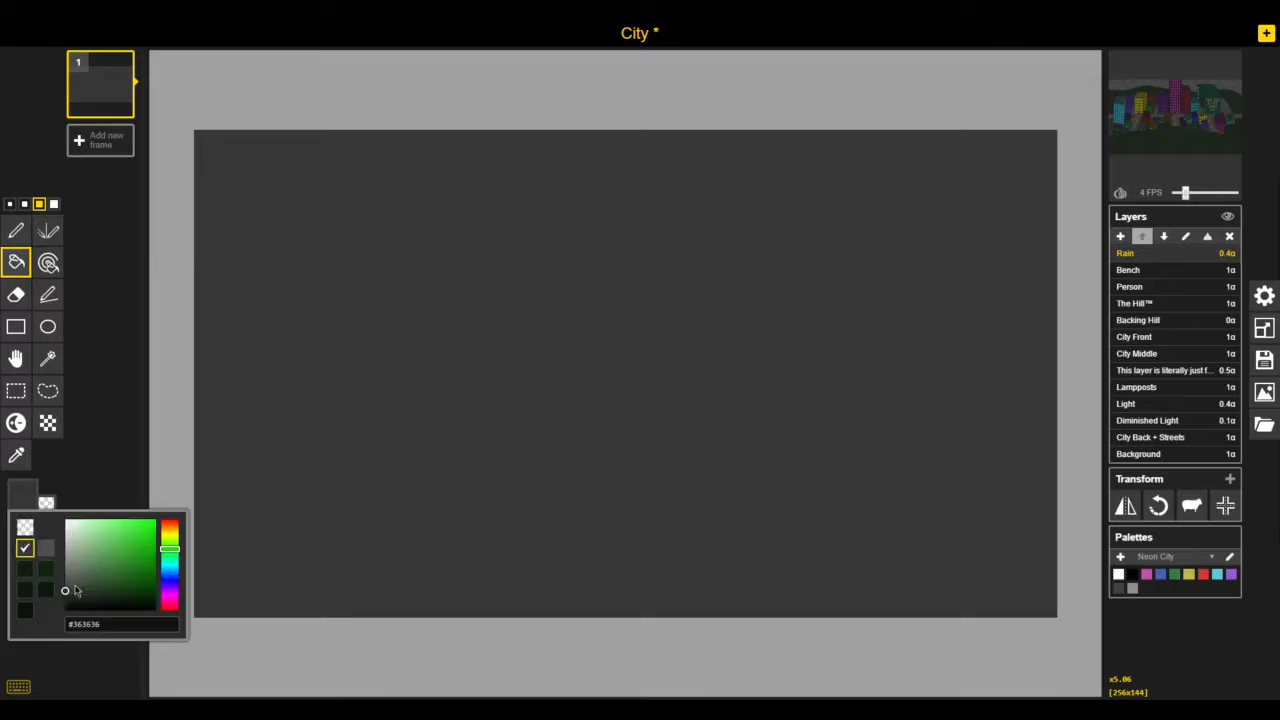 City *
1
Add new
frame
4 FPS
Layers
Rain 0.4α
Bench 1α
Person 1α
The Hill™ 1α
Backing Hill 0α
City Front 1α
City Middle 1α
This layer is literally just f... 0.5α
Lampposts 1α
Light 0.4α
Diminished Light 0.1α
City Back + Streets 1α
Background 1α
Transform
Palettes
Neon City
#363636
x5.06
[256x144]